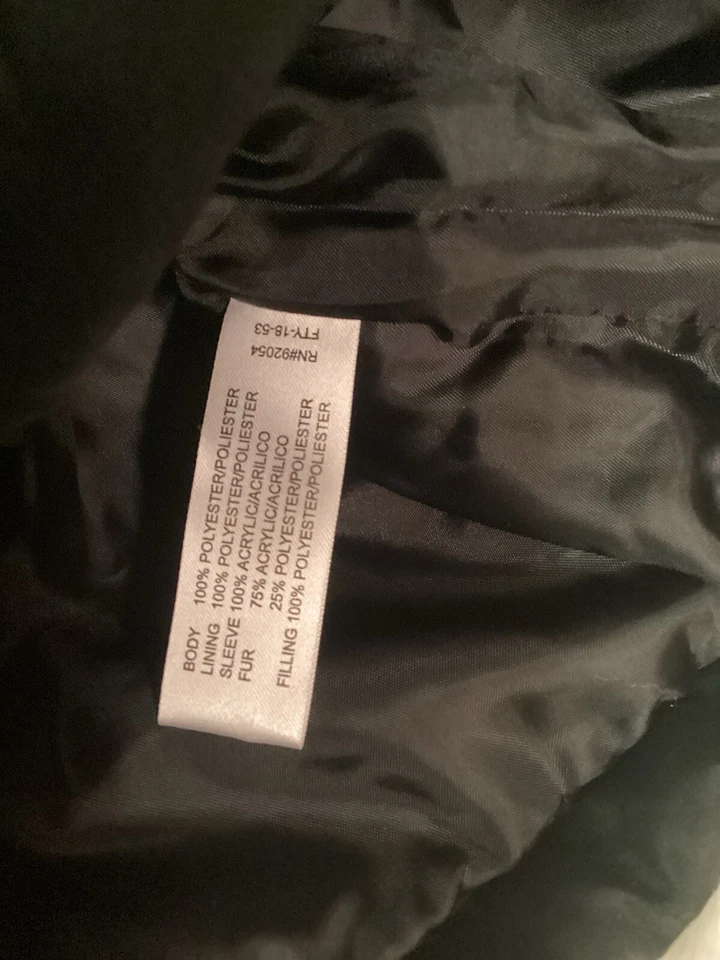 BODY 100% POLYESTER/POLIESTER
LINING 100% POLYESTER/POLIESTER
SLEEVE 100% ACRYLIC/ACRILICO
FUR 75% ACRYLIC/ACRILICO
25% POLYESTER/POLIESTER
FILLING 100% POLYESTER/POLIESTER
RN#92054
FTY-18-53